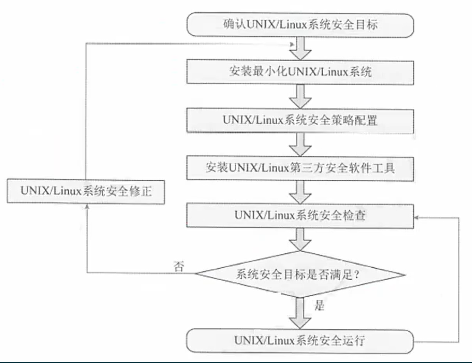 确认UNIX/Linux系统安全目标
安装最小化UNIX/Linux系统
UNIX/Linux系统安全策略配置
安装UNIX/Linux第三方安全软件工具
UNIX/Linux系统安全修正
UNIX/Linux系统安全检查
否
系统安全目标是否满足？
是
UNIX/Linux系统安全运行